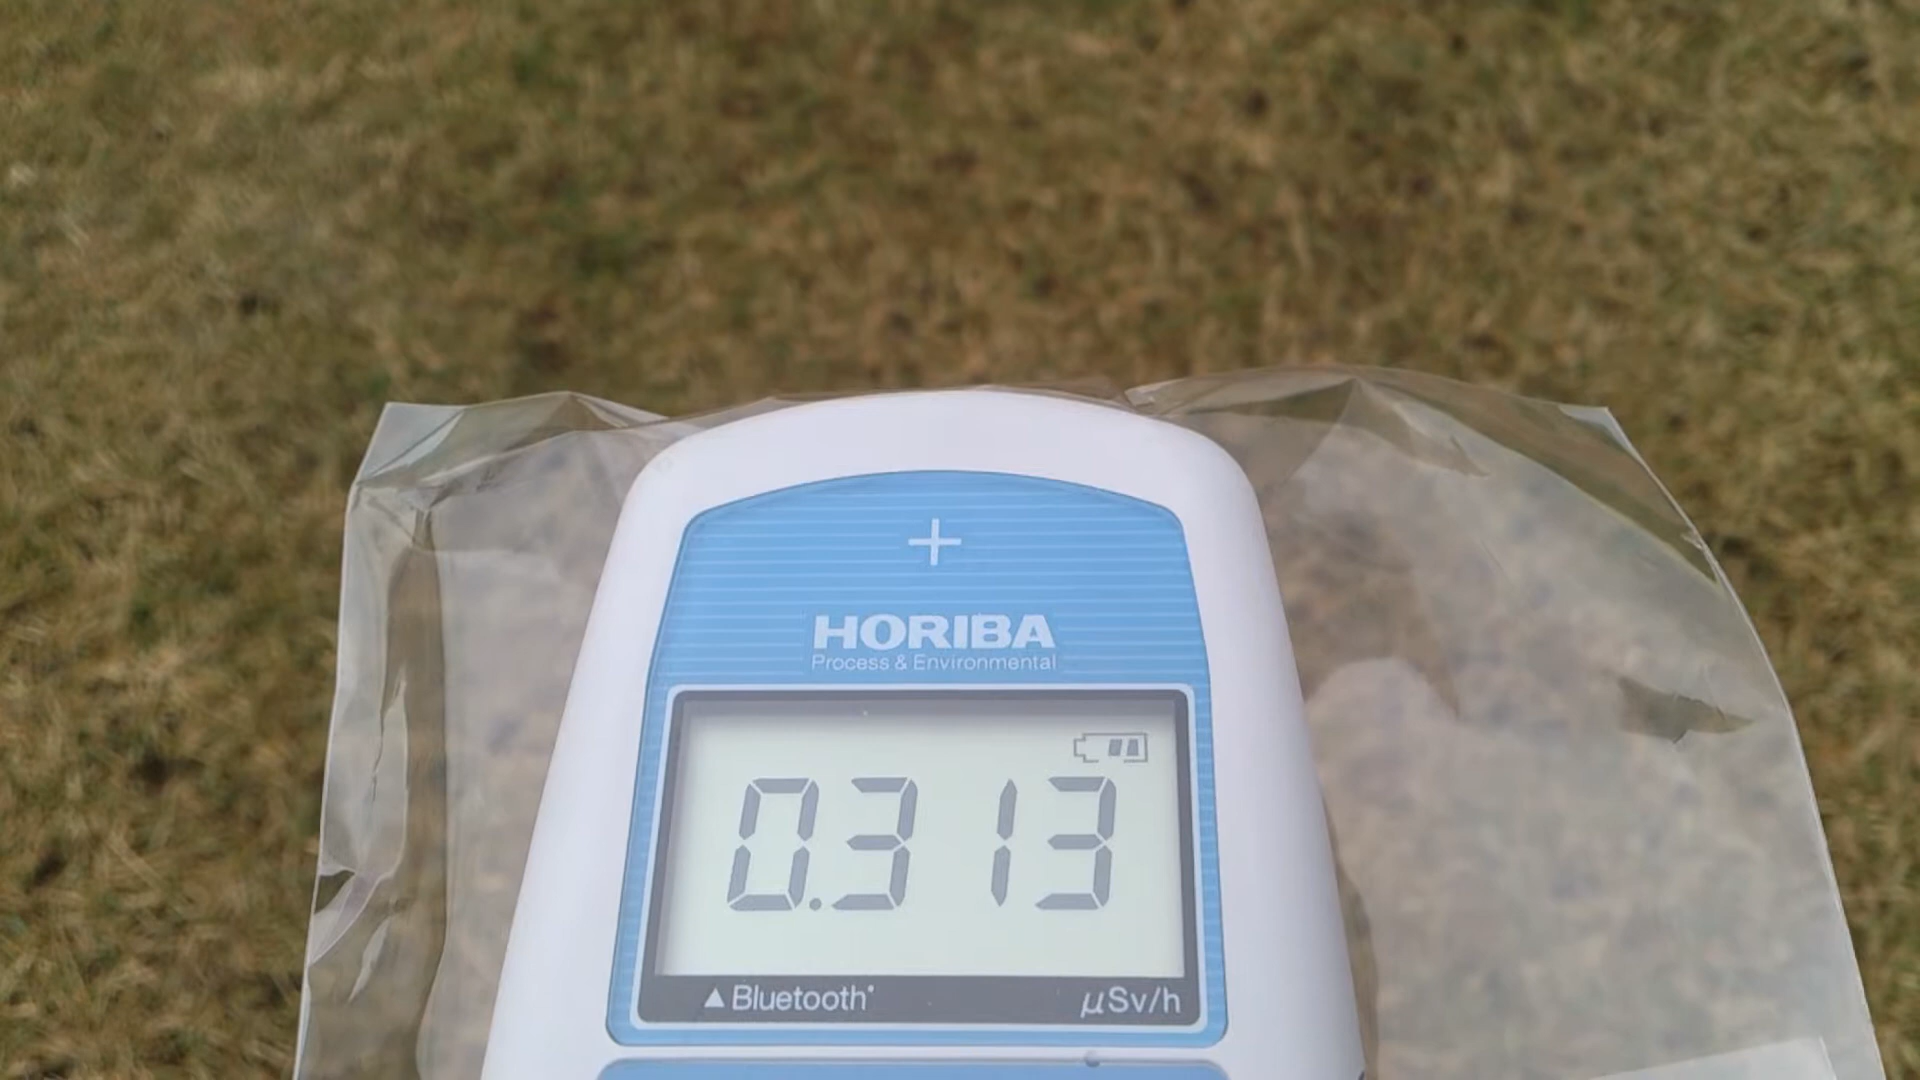 +
HORIBA
Process & Environmental
0.313
▲Bluetooth®
μSv/h